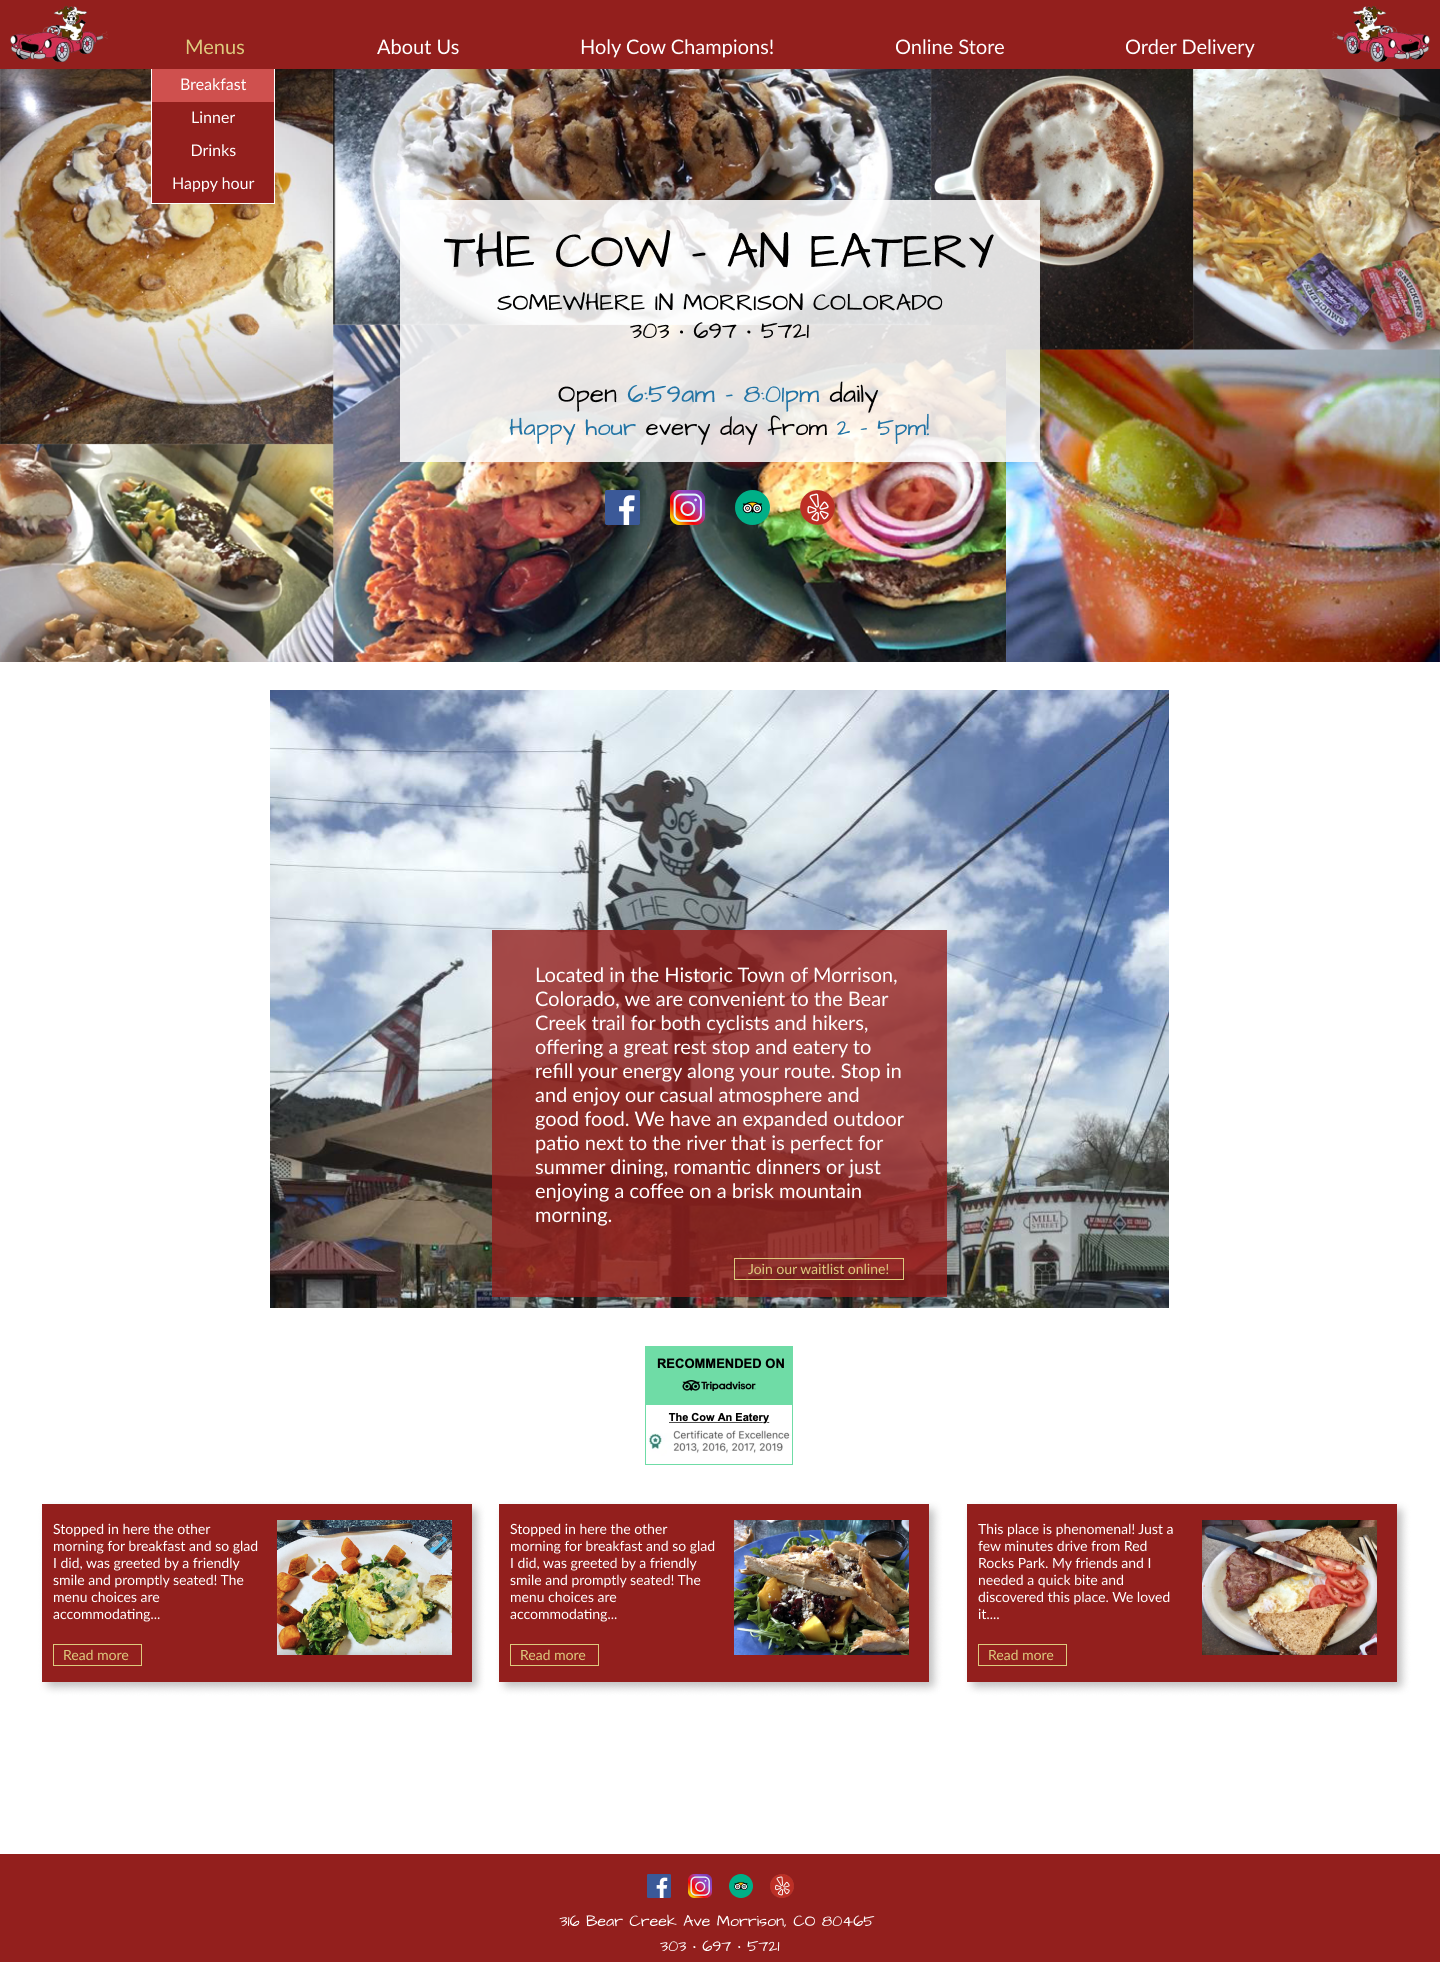 Menus
About Us
Holy Cow Champions!
Online Store
Order Delivery
Breakfast
Linner
Drinks
Happy hour
THE COW - AN EATERY
SOMEWHERE IN MORRISON COLORADO
303 • 697 • 5721
Open 6:59am - 8:01pm daily
Happy hour every day from 2 - 5pm!
THE COW
Located in the Historic Town of Morrison,
Colorado, we are convenient to the Bear
Creek trail for both cyclists and hikers,
offering a great rest stop and eatery to
refill your energy along your route. Stop in
and enjoy our casual atmosphere and
good food. We have an expanded outdoor
patio next to the river that is perfect for
summer dining, romantic dinners or just
enjoying a coffee on a brisk mountain
morning.
MILL
STREET
Join our waitlist online!
RECOMMENDED ON
Tripadvisor
The Cow An Eatery
Certificate of Excellence
2013, 2016, 2017, 2019
Stopped in here the other
morning for breakfast and so glad
I did, was greeted by a friendly
smile and promptly seated! The
menu choices are
accommodating...
Read more
Stopped in here the other
morning for breakfast and so glad
I did, was greeted by a friendly
smile and promptly seated! The
menu choices are
accommodating...
Read more
This place is phenomenal! Just a
few minutes drive from Red
Rocks Park. My friends and I
needed a quick bite and
discovered this place. We loved
it....
Read more
316 Bear Creek Ave Morrison, CO 80465
303 • 697 • 5721